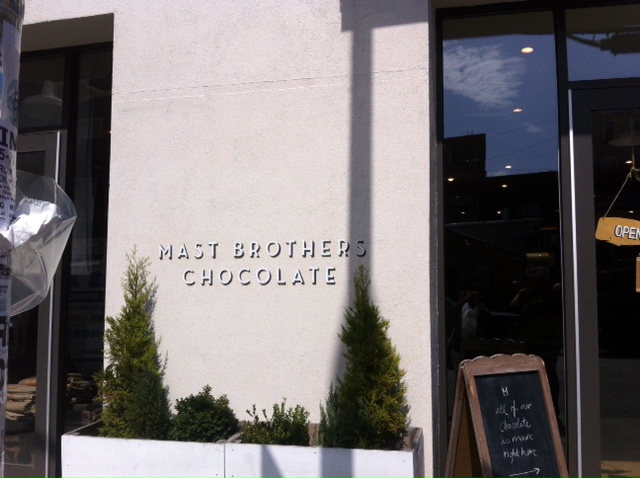 MAST BROTHERS
CHOCOLATE
OPEN
M
all of our
chocolate
is made
right here